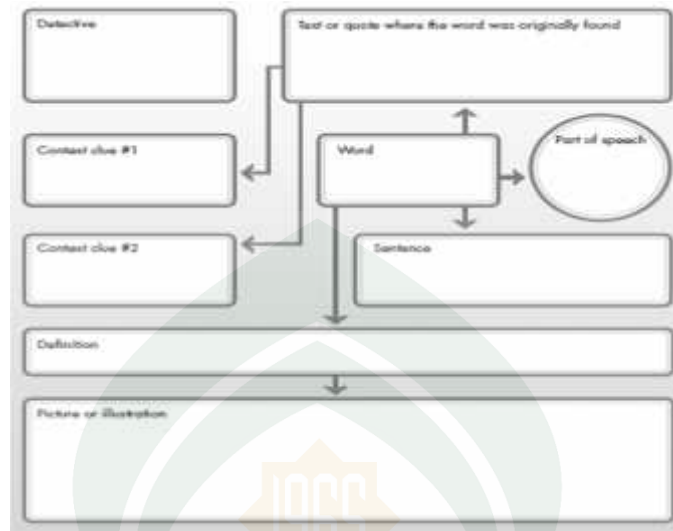 Detective
Text or quote where the word was originally found
Context clue #1
Word
Part of speech
Context clue #2
Sentence
Definition
Picture or illustration